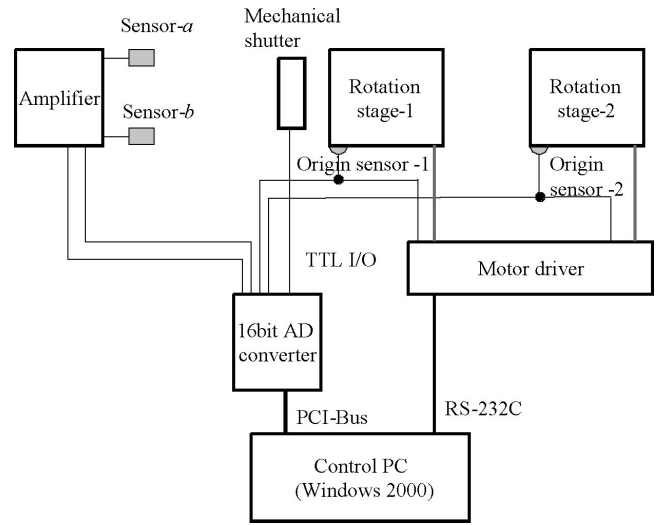 Sensor-a
Mechanical
shutter
Amplifier
Sensor-b
Rotation
stage-1
Rotation
stage-2
Origin sensor -1
Origin
sensor -2
TTL I/O
Motor driver
16bit AD
converter
PCI-Bus
RS-232C
Control PC
(Windows 2000)